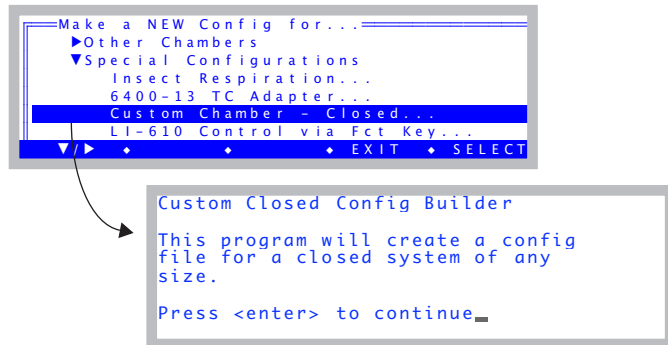 Make a NEW Config for...
▶Other Chambers
▼Special Configurations
Insect Respiration...
6400-13 TC Adapter...
Custom Chamber - Closed...
LI-610 Control via Fct Key...
▼/▶ ◆ ◆ ◆ EXIT ◆ SELECT
Custom Closed Config Builder
This program will create a config
file for a closed system of any
size.
Press <enter> to continue